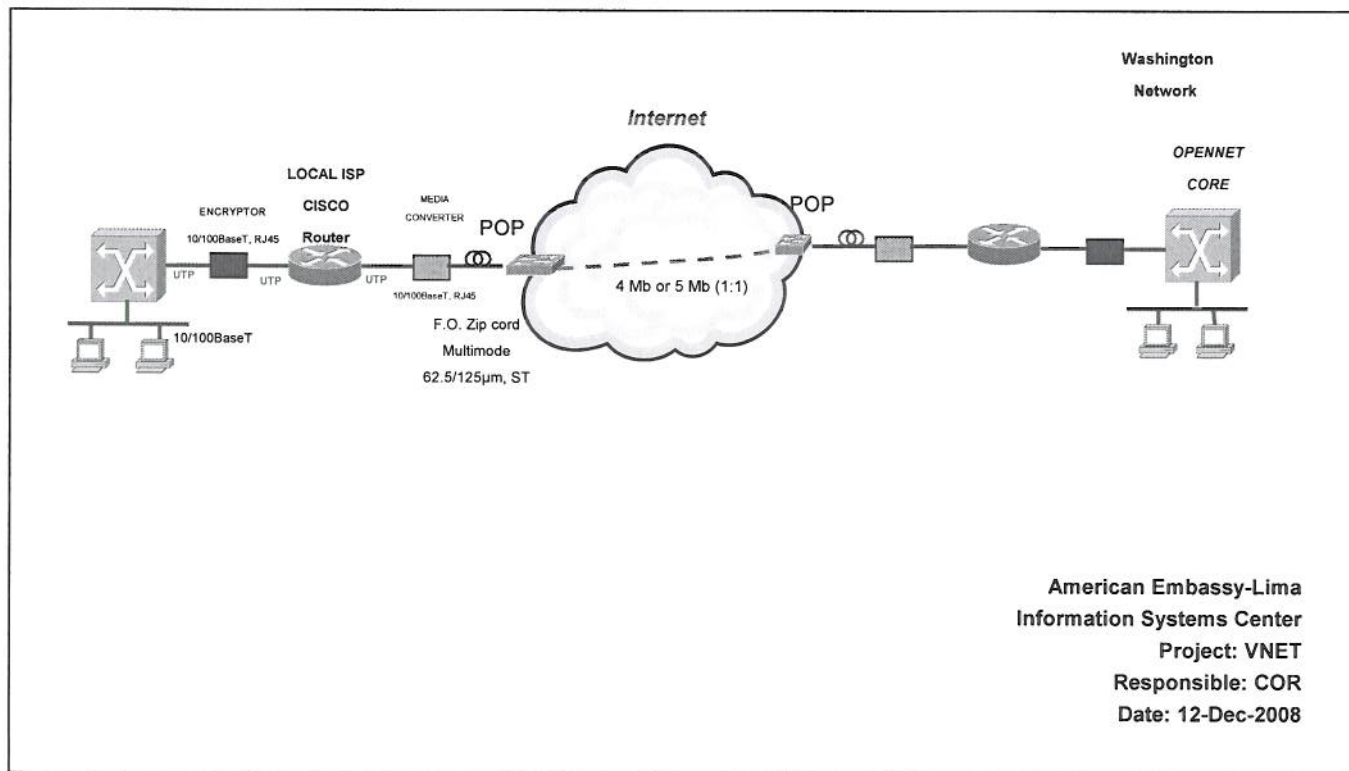 Washington
Network
Internet
OPENNET
CORE
LOCAL ISP
CISCO
Router
ENCRYPTOR
10/100BaseT, RJ45
MEDIA
CONVERTER
POP
POP
UTP
UTP
UTP
10/100BaseT, RJ45
4 Mb or 5 Mb (1:1)
10/100BaseT
F.O. Zip cord
Multimode
62.5/125µm, ST
American Embassy-Lima
Information Systems Center
Project: VNET
Responsible: COR
Date: 12-Dec-2008